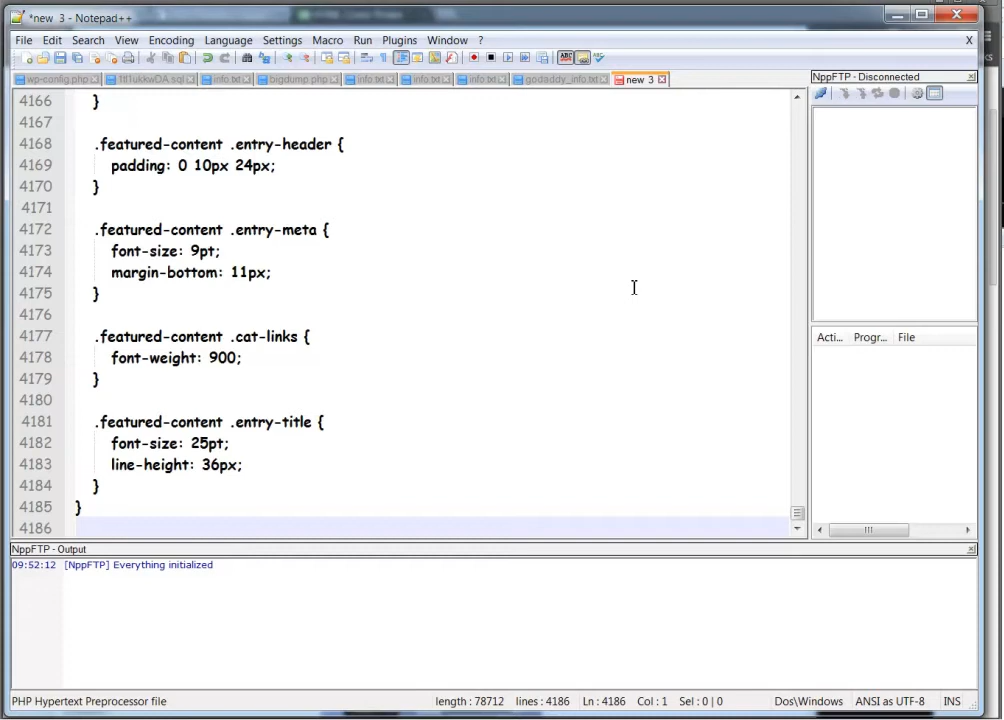 *new 3 - Notepad++
File Edit Search View Encoding Language Settings Macro Run Plugins Window ? X
wp-config.php info.txt bigdump.php info.txt info.txt info.txt godaddy_info.txt new 3
NppFTP - Disconnected
4166 }
4167
4168 .featured-content .entry-header {
4169 padding: 0 10px 24px;
4170 }
4171
4172 .featured-content .entry-meta {
4173 font-size: 9pt;
4174 margin-bottom: 11px;
4175 }
4176
4177 .featured-content .cat-links {
4178 font-weight: 900;
4179 }
4180
4181 .featured-content .entry-title {
4182 font-size: 25pt;
4183 line-height: 36px;
4184 }
4185 }
4186
Acti... Progr... File
NppFTP - Output
09:52:12 [NppFTP] Everything initialized
PHP Hypertext Preprocessor file length : 78712 lines : 4186 Ln : 4186 Col : 1 Sel : 0 | 0 Dos\Windows ANSI as UTF-8 INS